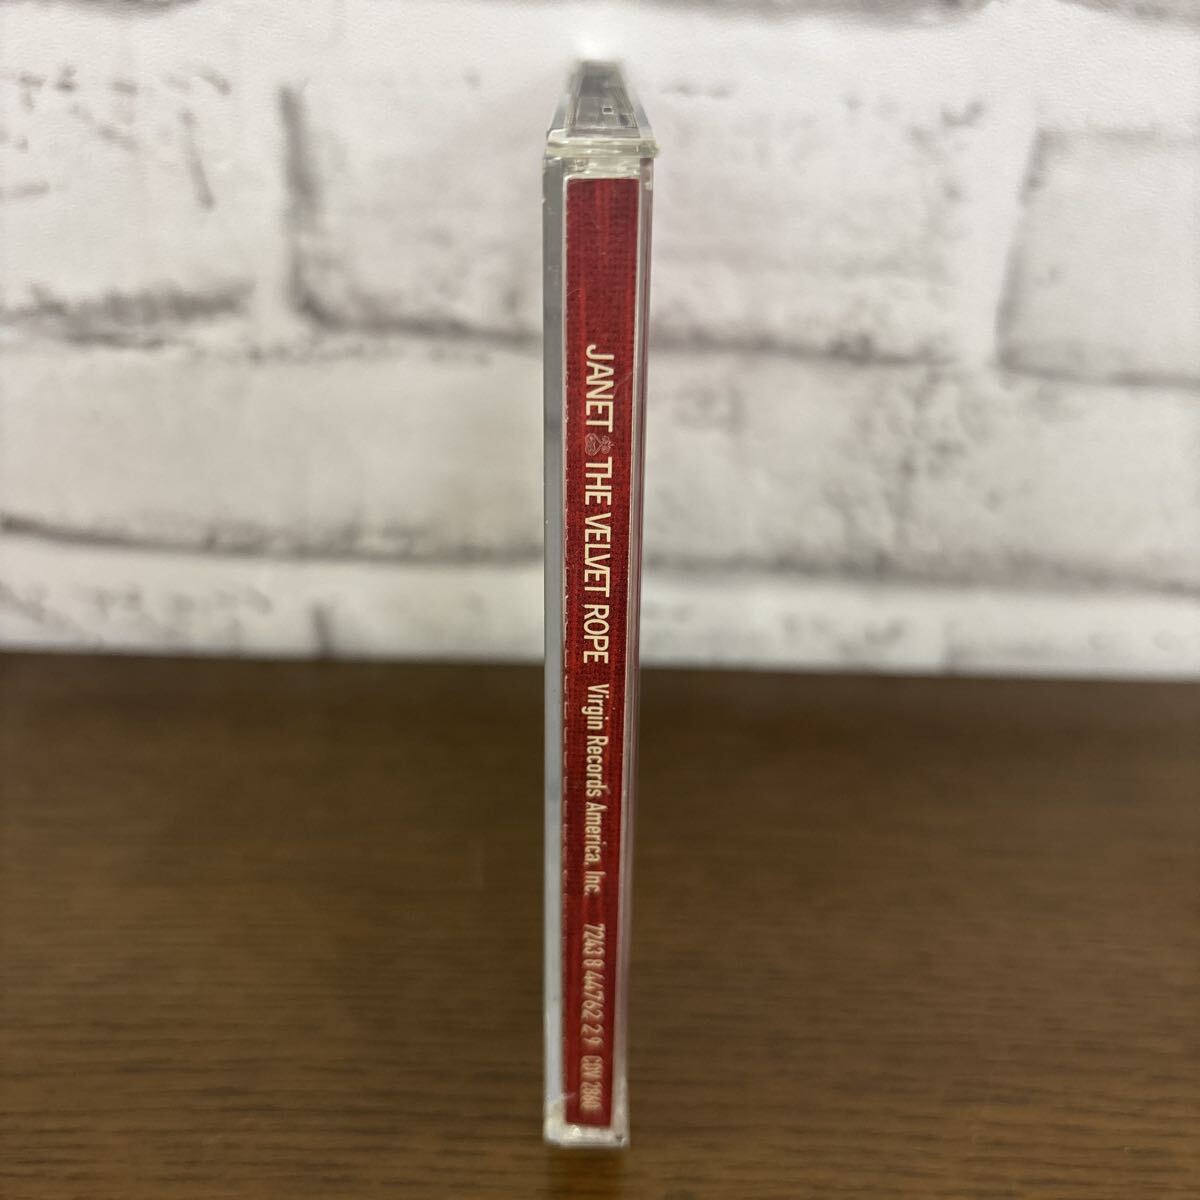 JANET THE VELVET ROPE Virgin Records America, Inc. 7243 8 44762 2 9 CDV 2860